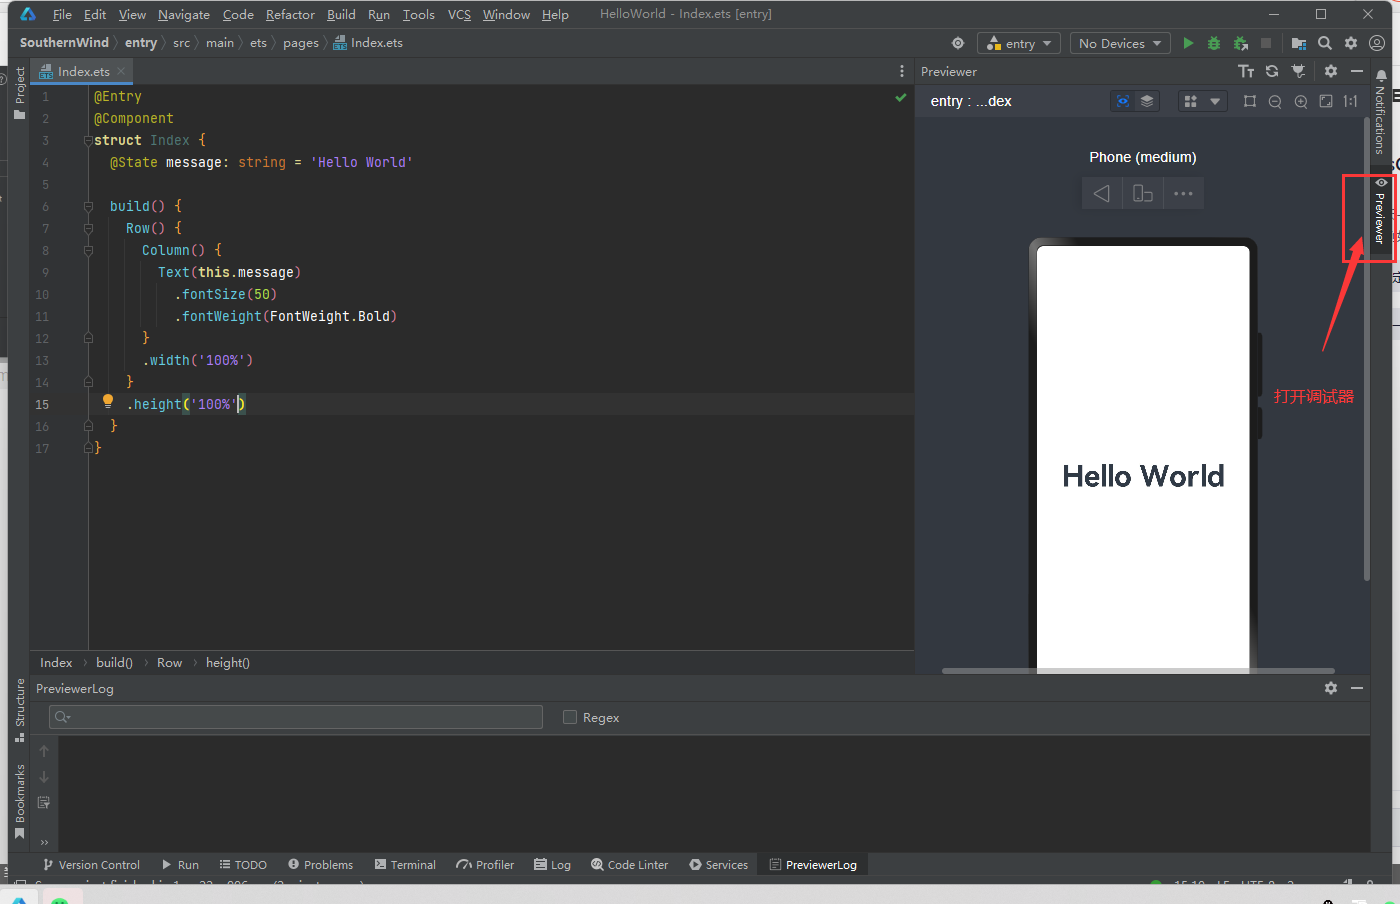 File Edit View Navigate Code Refactor Build Run Tools VCS Window Help HelloWorld - Index.ets [entry]
SouthernWind entry src main ets pages Index.ets entry No Devices
Project
Index.ets
Previewer
Notifications
entry : ...dex
1:1
1 @Entry
2 @Component
3 struct Index {
4 @State message: string = 'Hello World'
5
6 build() {
7 Row() {
8 Column() {
9 Text(this.message)
10 .fontSize(50)
11 .fontWeight(FontWeight.Bold)
12 }
13 .width('100%')
14 }
15 .height('100%')
16 }
17 }
Phone (medium)
Previewer
打开调试器
Hello World
Index build() Row height()
PreviewerLog
Regex
Structure
Bookmarks
Version Control Run TODO Problems Terminal Profiler Log Code Linter Services PreviewerLog